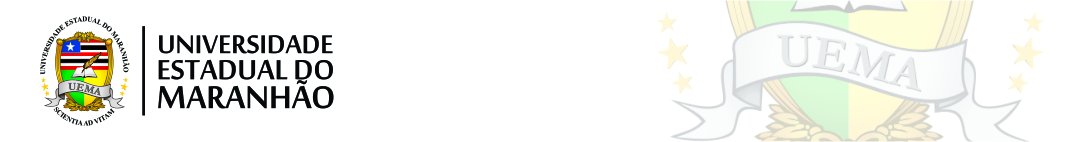 UNIVERSIDADE ESTADUAL DO MARANHÃO
UEMA
SCIENTIA AD VITAM
UNIVERSIDADE
ESTADUAL DO
MARANHÃO
UEMA